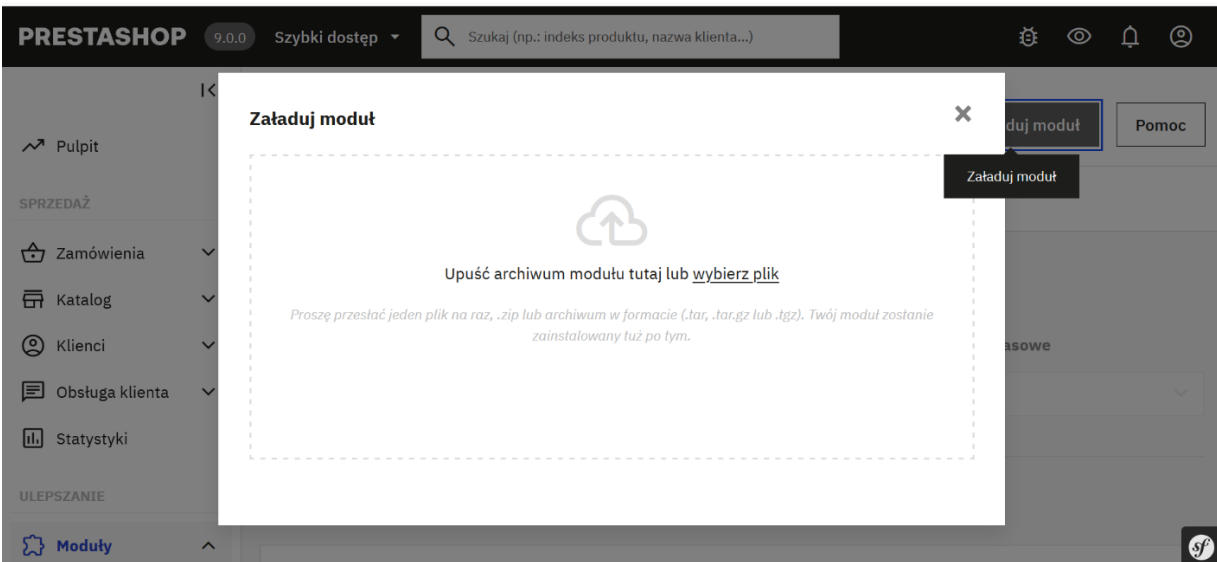 PRESTASHOP 9.0.0 Szybki dostęp Szukaj (np.: indeks produktu, nazwa klienta...)
Załaduj moduł
duj moduł
Pomoc
Załaduj moduł
Pulpit
SPRZEDAŻ
Zamówienia
Katalog
Klienci
Obsługa klienta
Statystyki
ULEPSZANIE
Moduły
Upuść archiwum modułu tutaj lub wybierz plik
Proszę przesłać jeden plik na raz, .zip lub archiwum w formacie (.tar, .tar.gz lub .tgz). Twój moduł zostanie
zainstalowany tuż po tym.
asowe
sf